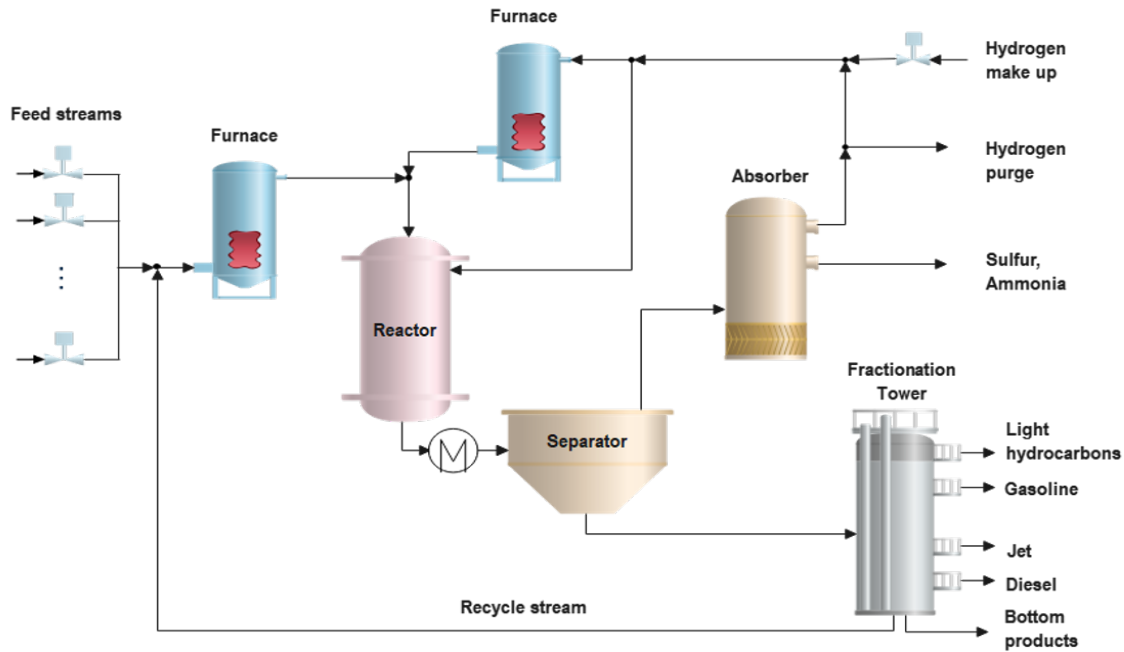 Furnace
Hydrogen
make up
Feed streams
Furnace
Hydrogen
purge
Absorber
Sulfur,
Ammonia
Reactor
Fractionation
Tower
Separator
Light
hydrocarbons
M
Gasoline
Jet
Diesel
Recycle stream
Bottom
products